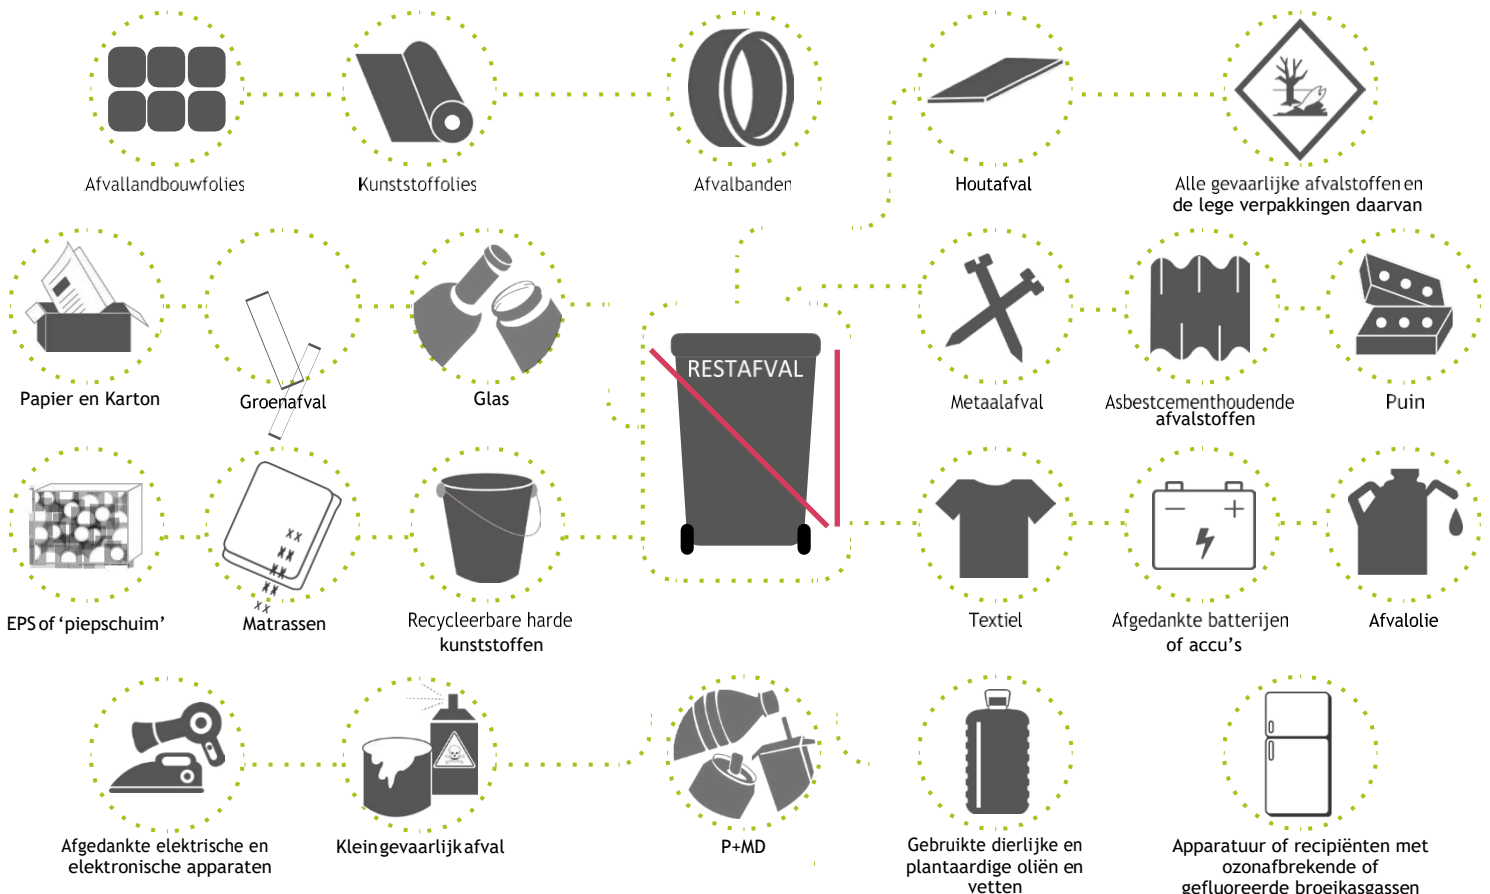 Afvallandbouwfolies
Kunststoffolies
Afvalbanden
Houtafval
Alle gevaarlijke afvalstoffen en
de lege verpakkingen daarvan
Papier en Karton
Groenafval
Glas
RESTAFVAL
Metaalafval
Asbestcementhoudende
afvalstoffen
Puin
EPS of ‘piepschuim’
Matrassen
Recycleerbare harde
kunststoffen
Textiel
Afgedankte batterijen
of accu’s
Afvalolie
Afgedankte elektrische en
elektronische apparaten
Klein gevaarlijk afval
P+MD
Gebruikte dierlijke en
plantaardige oliën en
vetten
Apparatuur of recipiënten met
ozonafbrekende of
gefluoreerde broeikasgassen